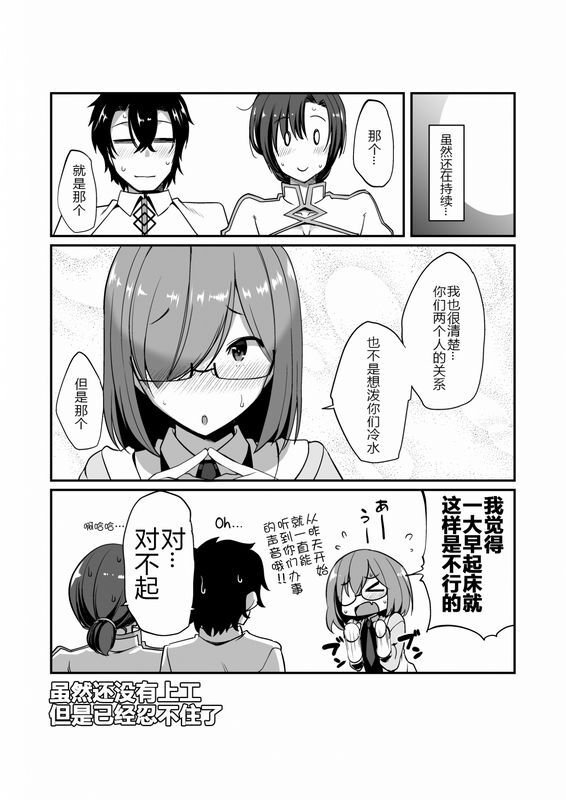 虽然还在持续…
那个…
就是那个
我也很清楚…
你们两个人的关系
也不是想泼你们冷水
但是那个
我觉得
一大早起床就
这样是不行的
あー
うー
ブンブン
从昨天开始
就一直能
听到你们办事
的声音哦!!
Oh…
对…
对不起
啊哈哈…
虽然还没有上工
但是已经忍不住了